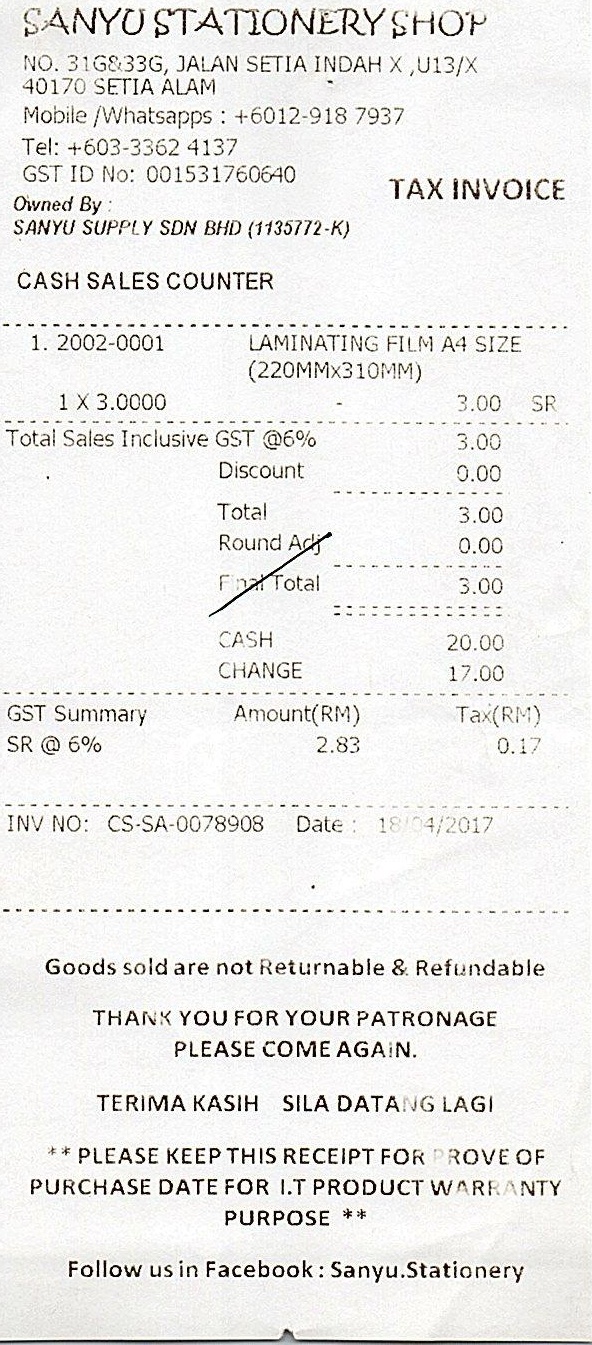 SANYU STATIONERY SHOP
NO. 31G&33G, JALAN SETIA INDAH X ,U13/X
40170 SETIA ALAM
Mobile /Whatsapps : +6012-918 7937
Tel: +603-3362 4137
GST ID No: 001531760640
TAX INVOICE
Owned By :
SANYU SUPPLY SDN BHD (1135772-K)
CASH SALES COUNTER
1. 2002-0001 LAMINATING FILM A4 SIZE
(220MMx310MM)
1 X 3.0000 - 3.00 SR
Total Sales Inclusive GST @6% 3.00
Discount 0.00
Total 3.00
Round Adj 0.00
Final Total 3.00
CASH 20.00
CHANGE 17.00
GST Summary Amount(RM) Tax(RM)
SR @ 6% 2.83 0.17
INV NO: CS-SA-0078908 Date : 18/04/2017
Goods sold are not Returnable & Refundable
THANK YOU FOR YOUR PATRONAGE
PLEASE COME AGAIN.
TERIMA KASIH SILA DATANG LAGI
** PLEASE KEEP THIS RECEIPT FOR PROVE OF
PURCHASE DATE FOR I.T PRODUCT WARRANTY
PURPOSE **
Follow us in Facebook : Sanyu.Stationery